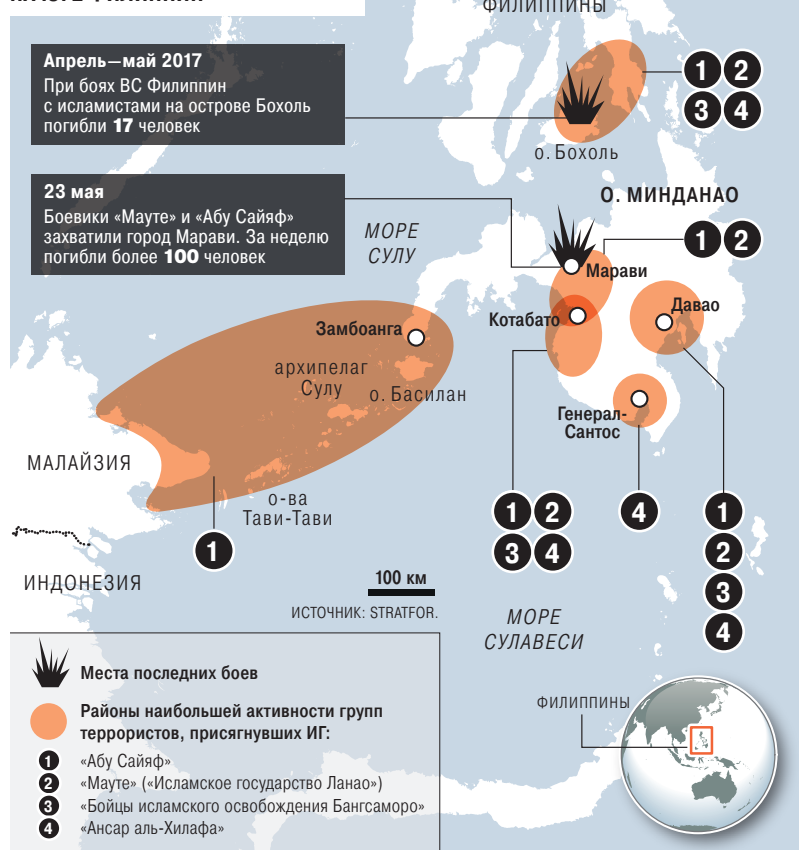 ФИЛИППИНЫ
Апрель—май 2017
При боях ВС Филиппин
с исламистами на острове Бохоль
погибли 17 человек
1 2
3 4
о. Бохоль
23 мая
Боевики «Мауте» и «Абу Сайяф»
захватили город Марави. За неделю
погибли более 100 человек
О. МИНДАНАО
МОРЕ
СУЛУ
1 2
Марави
Давао
Котабато
Замбоанга
архипелаг
Сулу
о. Басилан
Генерал-
Сантос
МАЛАЙЗИЯ
о-ва
Тави-Тави
1
1 2
3 4
4
1
2
3
4
ИНДОНЕЗИЯ
100 км
ИСТОЧНИК: STRATFOR.
МОРЕ
СУЛАВЕСИ
Места последних боев
Районы наибольшей активности групп
террористов, присягнувших ИГ:
1 «Абу Сайяф»
2 «Мауте» («Исламское государство Ланао»)
3 «Бойцы исламского освобождения Бангсаморо»
4 «Ансар аль-Хилафа»
ФИЛИППИНЫ